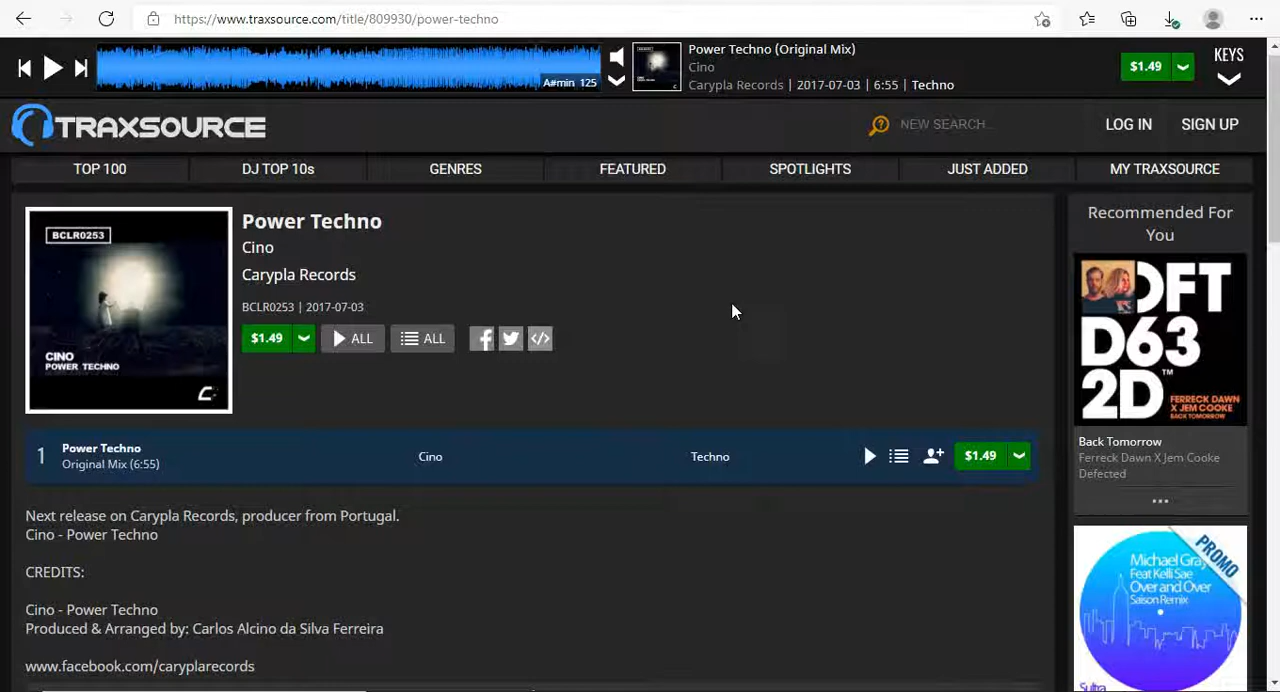 https://www.traxsource.com/title/809930/power-techno
A#min 125
Power Techno (Original Mix)
Cino
Carypla Records | 2017-07-03 | 6:55 | Techno
$1.49
KEYS
TRAXSOURCE
NEW SEARCH...
LOG IN
SIGN UP
TOP 100
DJ TOP 10s
GENRES
FEATURED
SPOTLIGHTS
JUST ADDED
MY TRAXSOURCE
BCLR0253
CINO
POWER TECHNO
Power Techno
Cino
Carypla Records
BCLR0253 | 2017-07-03
$1.49
ALL
ALL
1
Power Techno
Original Mix (6:55)
Cino
Techno
$1.49
Next release on Carypla Records, producer from Portugal.
Cino - Power Techno
CREDITS:
Cino - Power Techno
Produced & Arranged by: Carlos Alcino da Silva Ferreira
www.facebook.com/caryplarecords
Recommended For
You
DFT
D63
2D™
FERRECK DAWN
X JEM COOKE
BACK TOMORROW
Back Tomorrow
Ferreck Dawn X Jem Cooke
Defected
•••
PROMO
Michael Gray
Feat Kelli Sae
Over and Over
Saison Remix